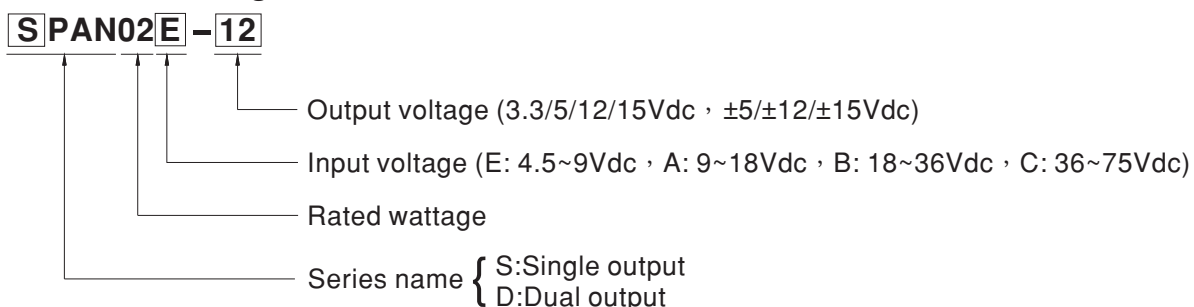 SPAN02E-12
Output voltage (3.3/5/12/15Vdc，±5/±12/±15Vdc)
Input voltage (E: 4.5~9Vdc，A: 9~18Vdc，B: 18~36Vdc，C: 36~75Vdc)
Rated wattage
Series name { S:Single output
D:Dual output